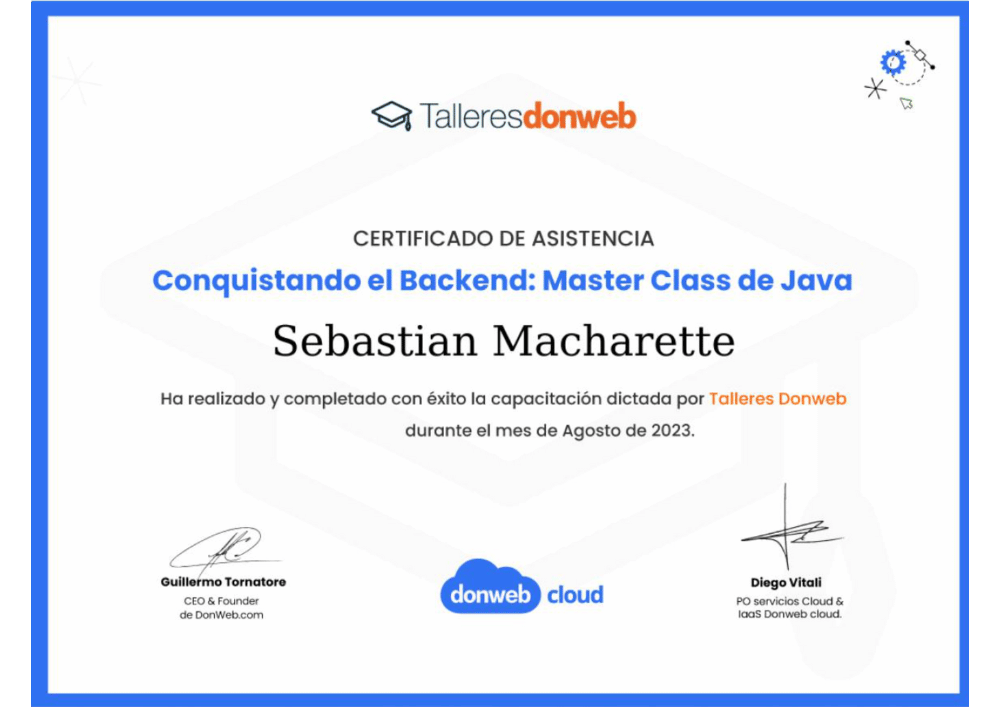 Talleresdonweb
CERTIFICADO DE ASISTENCIA
Conquistando el Backend: Master Class de Java
Sebastian Macharette
Ha realizado y completado con éxito la capacitación dictada por Talleres Donweb
durante el mes de Agosto de 2023.
Guillermo Tornatore
CEO & Founder
de DonWeb.com
donweb cloud
Diego Vitali
PO servicios Cloud &
IaaS Donweb cloud.